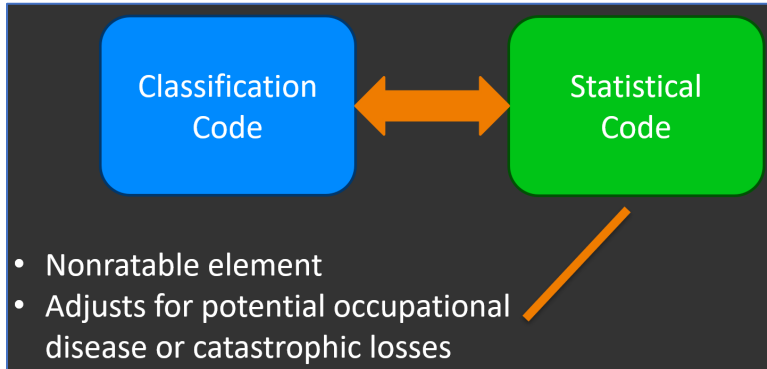 Classification
Code
Statistical
Code
• Nonratable element
• Adjusts for potential occupational
disease or catastrophic losses